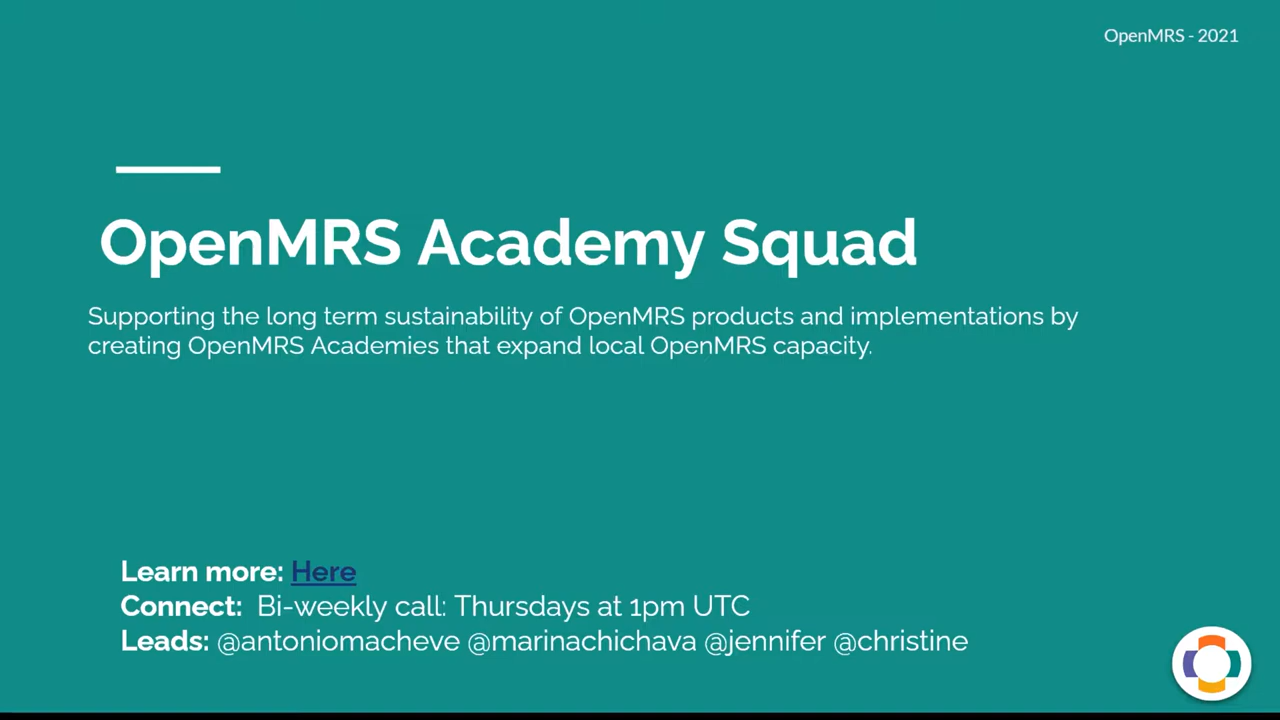 OpenMRS - 2021
OpenMRS Academy Squad
Supporting the long term sustainability of OpenMRS products and implementations by
creating OpenMRS Academies that expand local OpenMRS capacity.
Learn more: Here
Connect: Bi-weekly call: Thursdays at 1pm UTC
Leads: @antoniomacheve @marinachichava @jennifer @christine